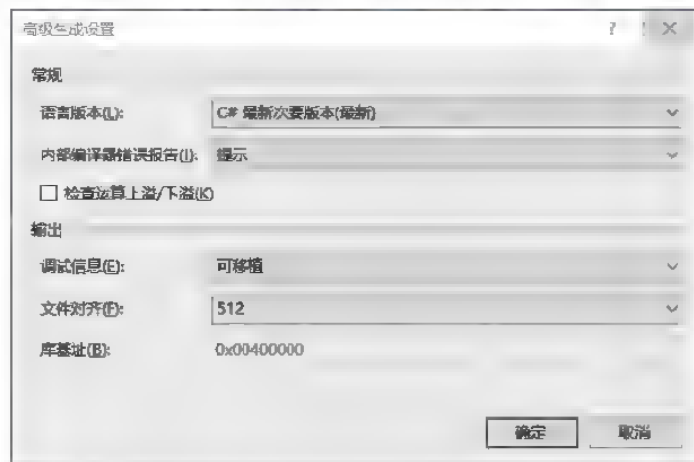 高级生成设置 ? ×
常规
语言版本(L): C# 最新次要版本(最新)
内部编译器错误报告(I): 提示
检查运算上溢/下溢(K)
输出
调试信息(E): 可移植
文件对齐(F): 512
库基址(B): 0x00400000
确定 取消